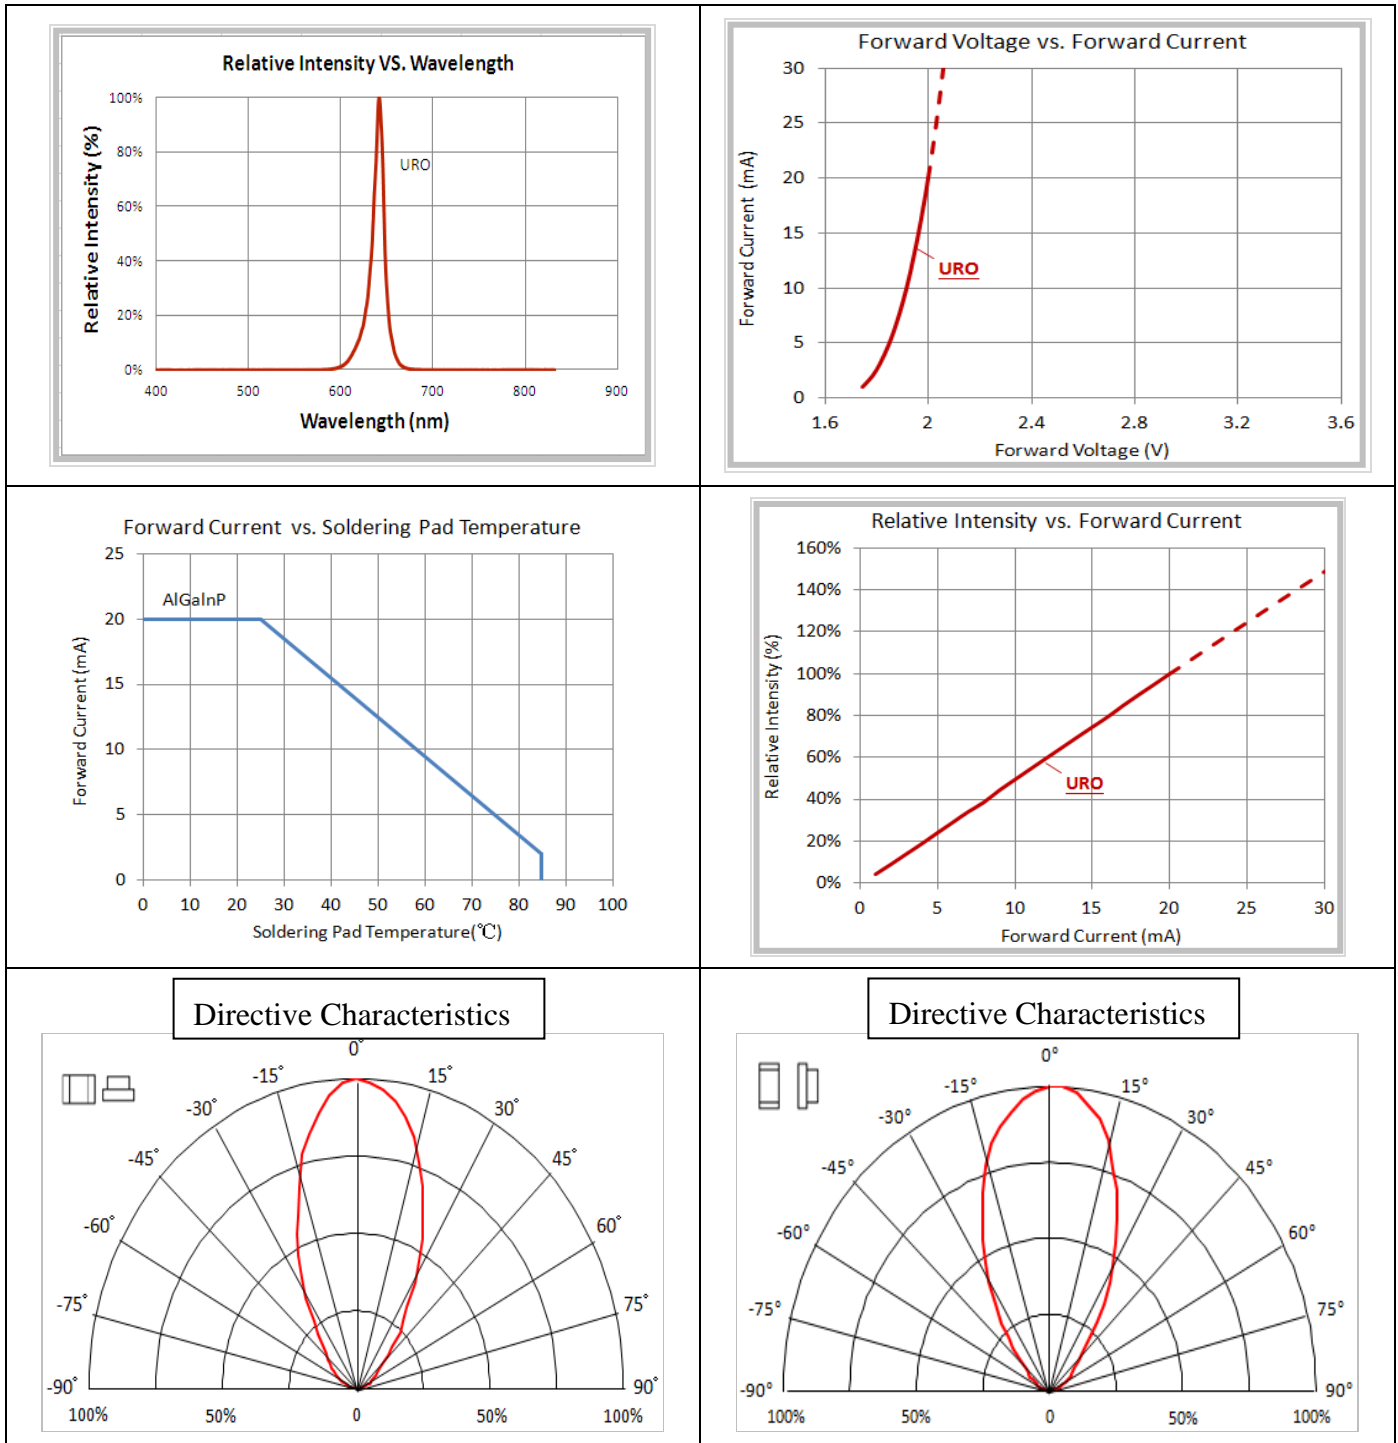 Relative Intensity VS. Wavelength
Relative Intensity (%)
100%
80%
60%
40%
20%
0%
URO
400 500 600 700 800 900
Wavelength (nm)
Forward Voltage vs. Forward Current
Forward Current (mA)
30
25
20
15
10
5
0
URO
1.6 2 2.4 2.8 3.2 3.6
Forward Voltage (V)
Forward Current vs. Soldering Pad Temperature
Forward Current (mA)
25
20
15
10
5
0
AlGaInP
0 10 20 30 40 50 60 70 80 90 100
Soldering Pad Temperature(℃)
Relative Intensity vs. Forward Current
Relative Intensity (%)
160%
140%
120%
100%
80%
60%
40%
20%
0%
URO
0 5 10 15 20 25 30
Forward Current (mA)
Directive Characteristics
0°
-15° 15°
-30° 30°
-45° 45°
-60° 60°
-75° 75°
-90° 90°
100% 50% 0 50% 100%
Directive Characteristics
0°
-15° 15°
-30° 30°
-45° 45°
-60° 60°
-75° 75°
-90° 90°
100% 50% 0 50% 100%